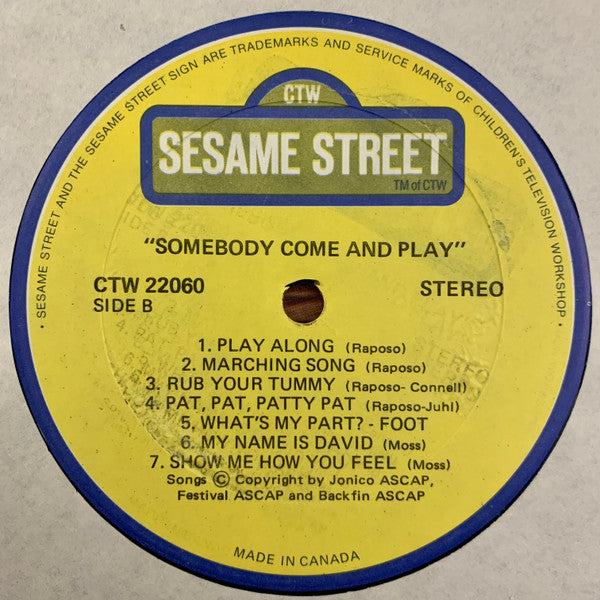 • SESAME STREET AND THE SESAME STREET SIGN ARE TRADEMARKS AND SERVICE MARKS OF CHILDREN'S TELEVISION WORKSHOP •
CTW
SESAME STREET
TM of CTW
"SOMEBODY COME AND PLAY"
CTW 22060
STEREO
SIDE B
1. PLAY ALONG (Raposo)
2. MARCHING SONG (Raposo)
3. RUB YOUR TUMMY (Raposo- Connell)
4. PAT, PAT, PATTY PAT (Raposo-Juhl)
5, WHAT'S MY PART? - FOOT
6. MY NAME IS DAVID (Moss)
7. SHOW ME HOW YOU FEEL (Moss)
Songs © Copyright by Jonico ASCAP,
Festival ASCAP and Backfin ASCAP
MADE IN CANADA